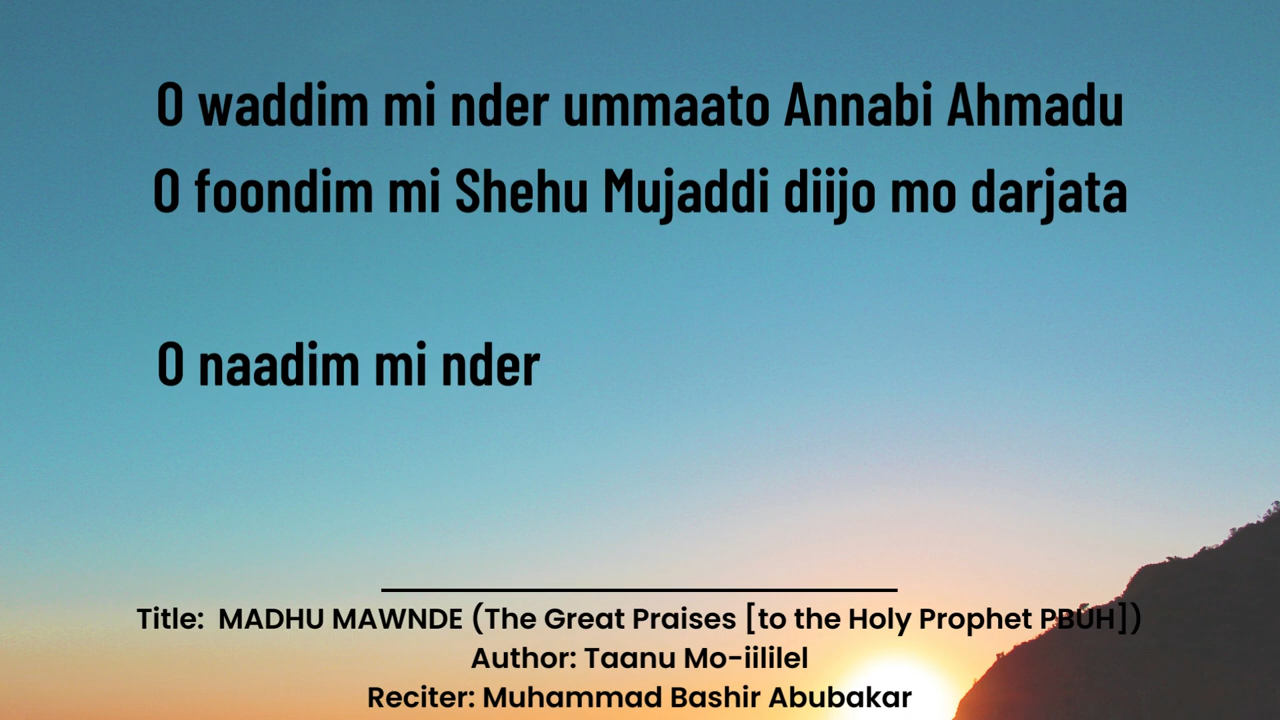 O waddim mi nder ummaato Annabi Ahmadu
O foondim mi Shehu Mujaddi diijo mo darjata
O naadim mi nder
Title: MADHU MAWNDE (The Great Praises [to the Holy Prophet PBUH])
Author: Taanu Mo-iililel
Reciter: Muhammad Bashir Abubakar